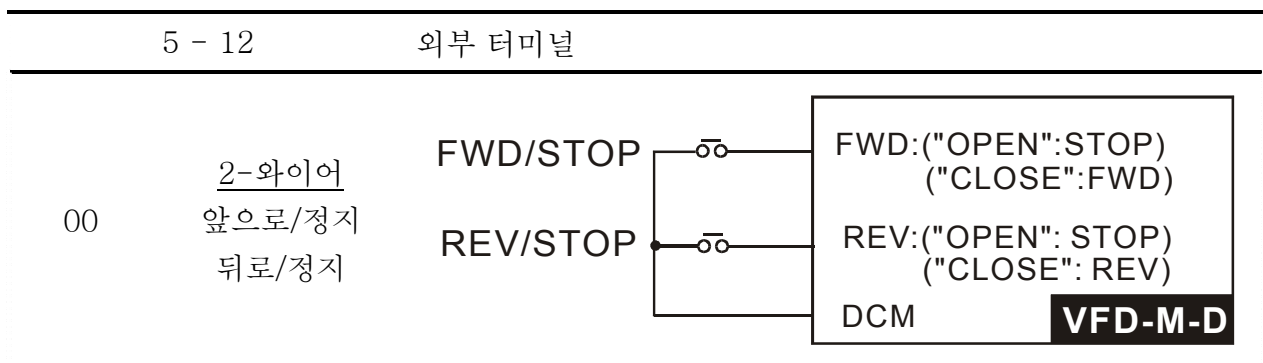 5 - 12 외부 터미널
00
2-와이어
앞으로/정지
뒤로/정지
FWD/STOP
REV/STOP
FWD:("OPEN":STOP)
("CLOSE":FWD)
REV:("OPEN": STOP)
("CLOSE": REV)
DCM
VFD-M-D